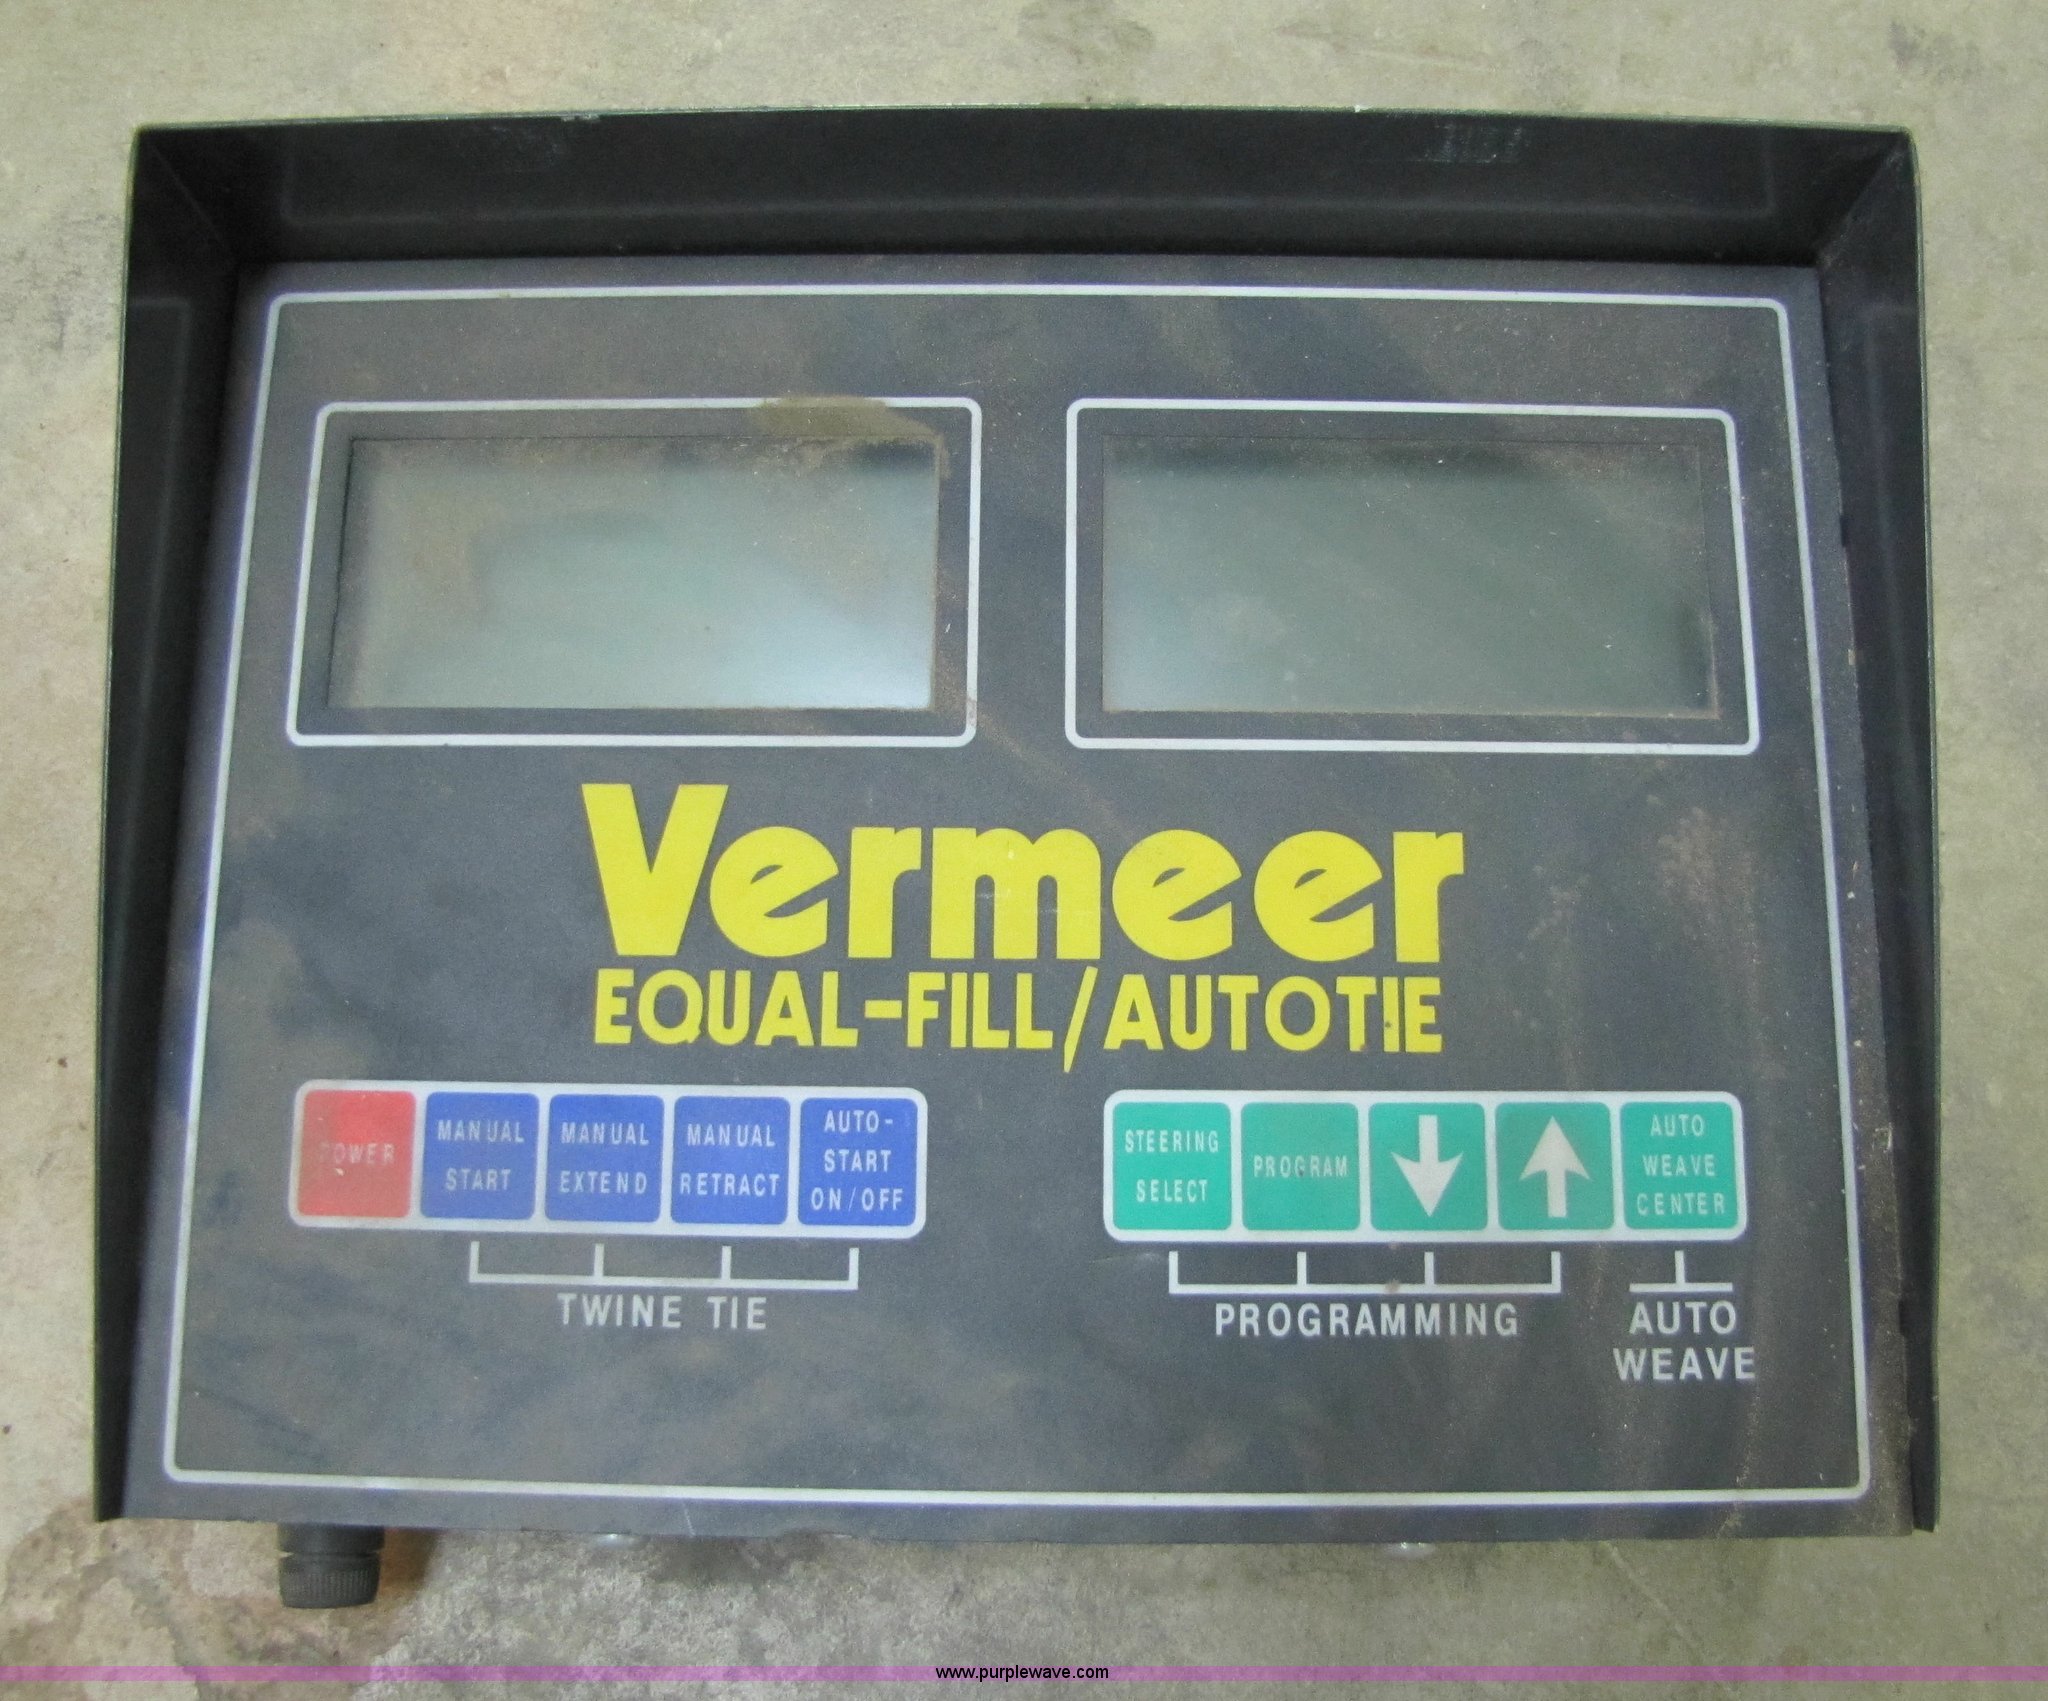 Vermeer
EQUAL-FILL/AUTOTIE
POWER
MANUAL
START
MANUAL
EXTEND
MANUAL
RETRACT
AUTO-
START
ON/OFF
TWINE TIE
STEERING
SELECT
PROGRAM
AUTO
WEAVE
CENTER
PROGRAMMING
AUTO
WEAVE
www.purplewave.com